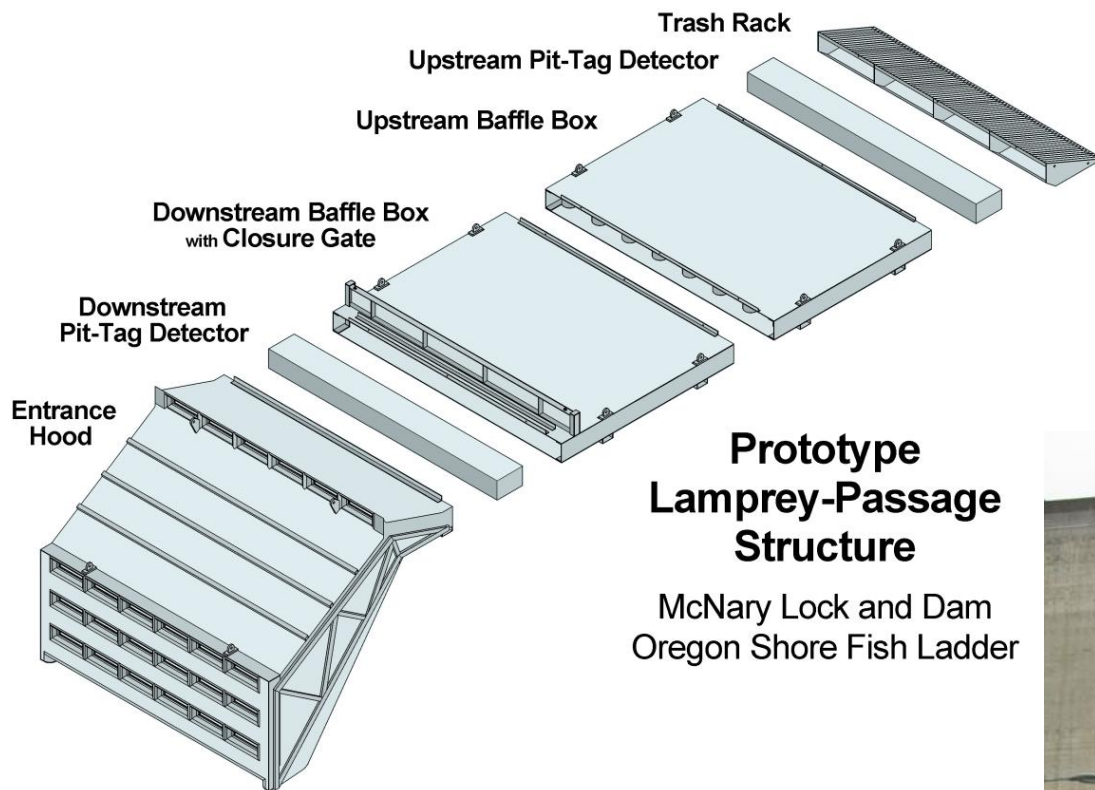 Trash Rack
Upstream Pit-Tag Detector
Upstream Baffle Box
Downstream Baffle Box
with Closure Gate
Downstream
Pit-Tag Detector
Entrance
Hood
Prototype
Lamprey-Passage
Structure
McNary Lock and Dam
Oregon Shore Fish Ladder